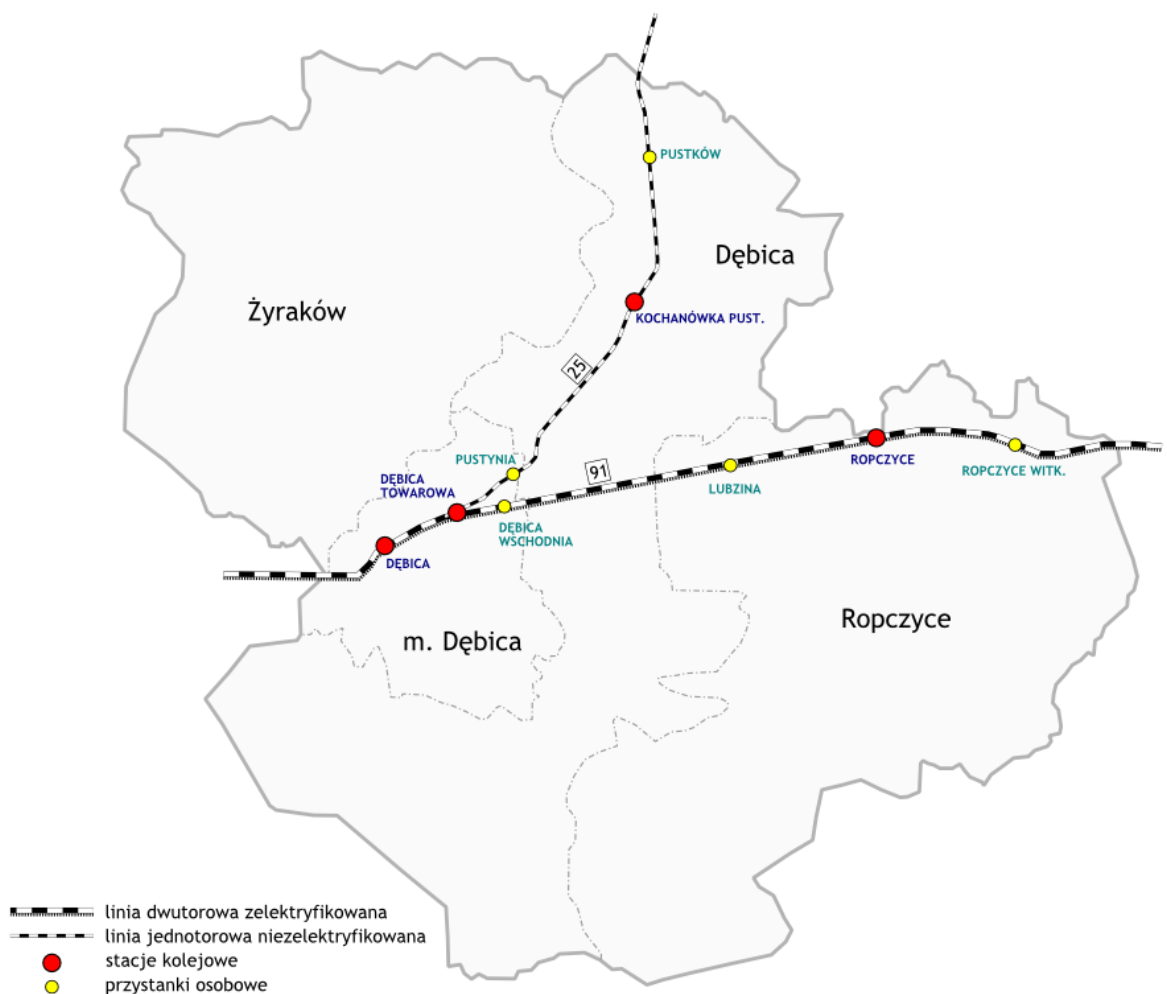 PUSTKÓW
Dębica
Żyraków
KOCHANÓWKA PUST.
25
PUSTYNIA
DĘBICA
TOWAROWA
91
ROPCZYCE
ROPCZYCE WITK.
LUBZINA
DĘBICA
WSCHODNIA
DĘBICA
m. Dębica
Ropczyce
linia dwutorowa zelektryfikowana
linia jednotorowa niezelektryfikowana
stacje kolejowe
przystanki osobowe